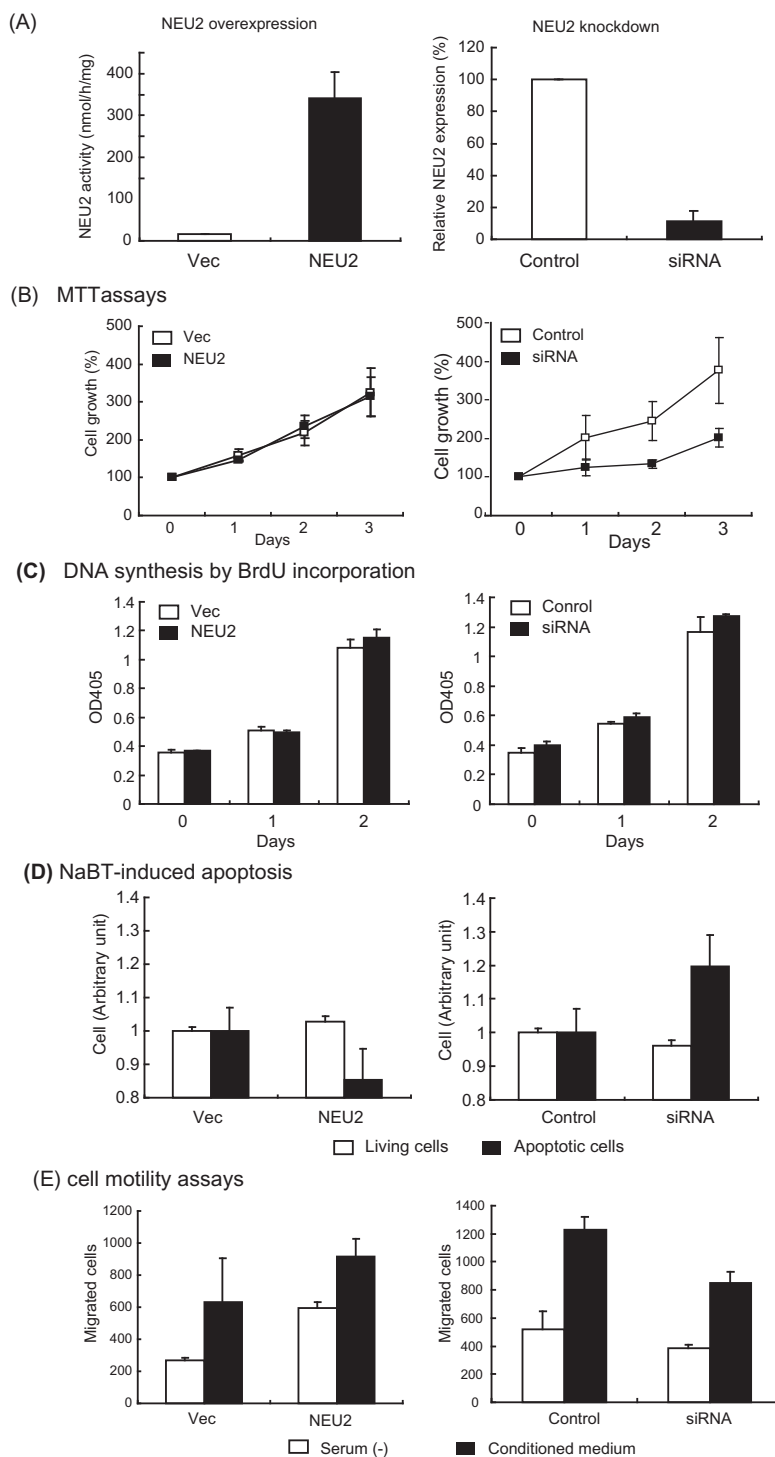 (A)
NEU2 overexpression
NEU2 knockdown
NEU2 activity (nmol/h/mg)
400
300
300
100
0
Vec
NEU2
Relative NEU2 expression (%)
120
100
80
60
40
20
0
Control
siRNA
(B) MTTassays
Vec
NEU2
Cell growth (%)
500
400
300
200
100
0
0 1 2 3
Days
Control
siRNA
Cell growth (%)
500
400
300
200
100
0
0 1 2 3
Days
(C) DNA synthesis by BrdU incorporation
Vec
NEU2
OD405
1.4
1.2
1
0.8
0.6
0.4
0.2
0
0 1 2
Days
Conrol
siRNA
OD405
1.4
1.2
1
0.8
0.6
0.4
0.2
0
0 1 2
Days
(D) NaBT-induced apoptosis
Cell (Arbitrary unit)
1.4
1.3
1.2
1.1
1
0.9
0.8
Vec
NEU2
Cell (Arbitrary unit)
1.4
1.3
1.2
1.1
1
0.9
0.8
Control
siRNA
Living cells
Apoptotic cells
(E) cell motility assays
Migrated cells
1200
1000
800
600
400
200
0
Vec
NEU2
Migrated cells
1400
1200
1000
800
600
400
200
0
Control
siRNA
Serum (-)
Conditioned medium